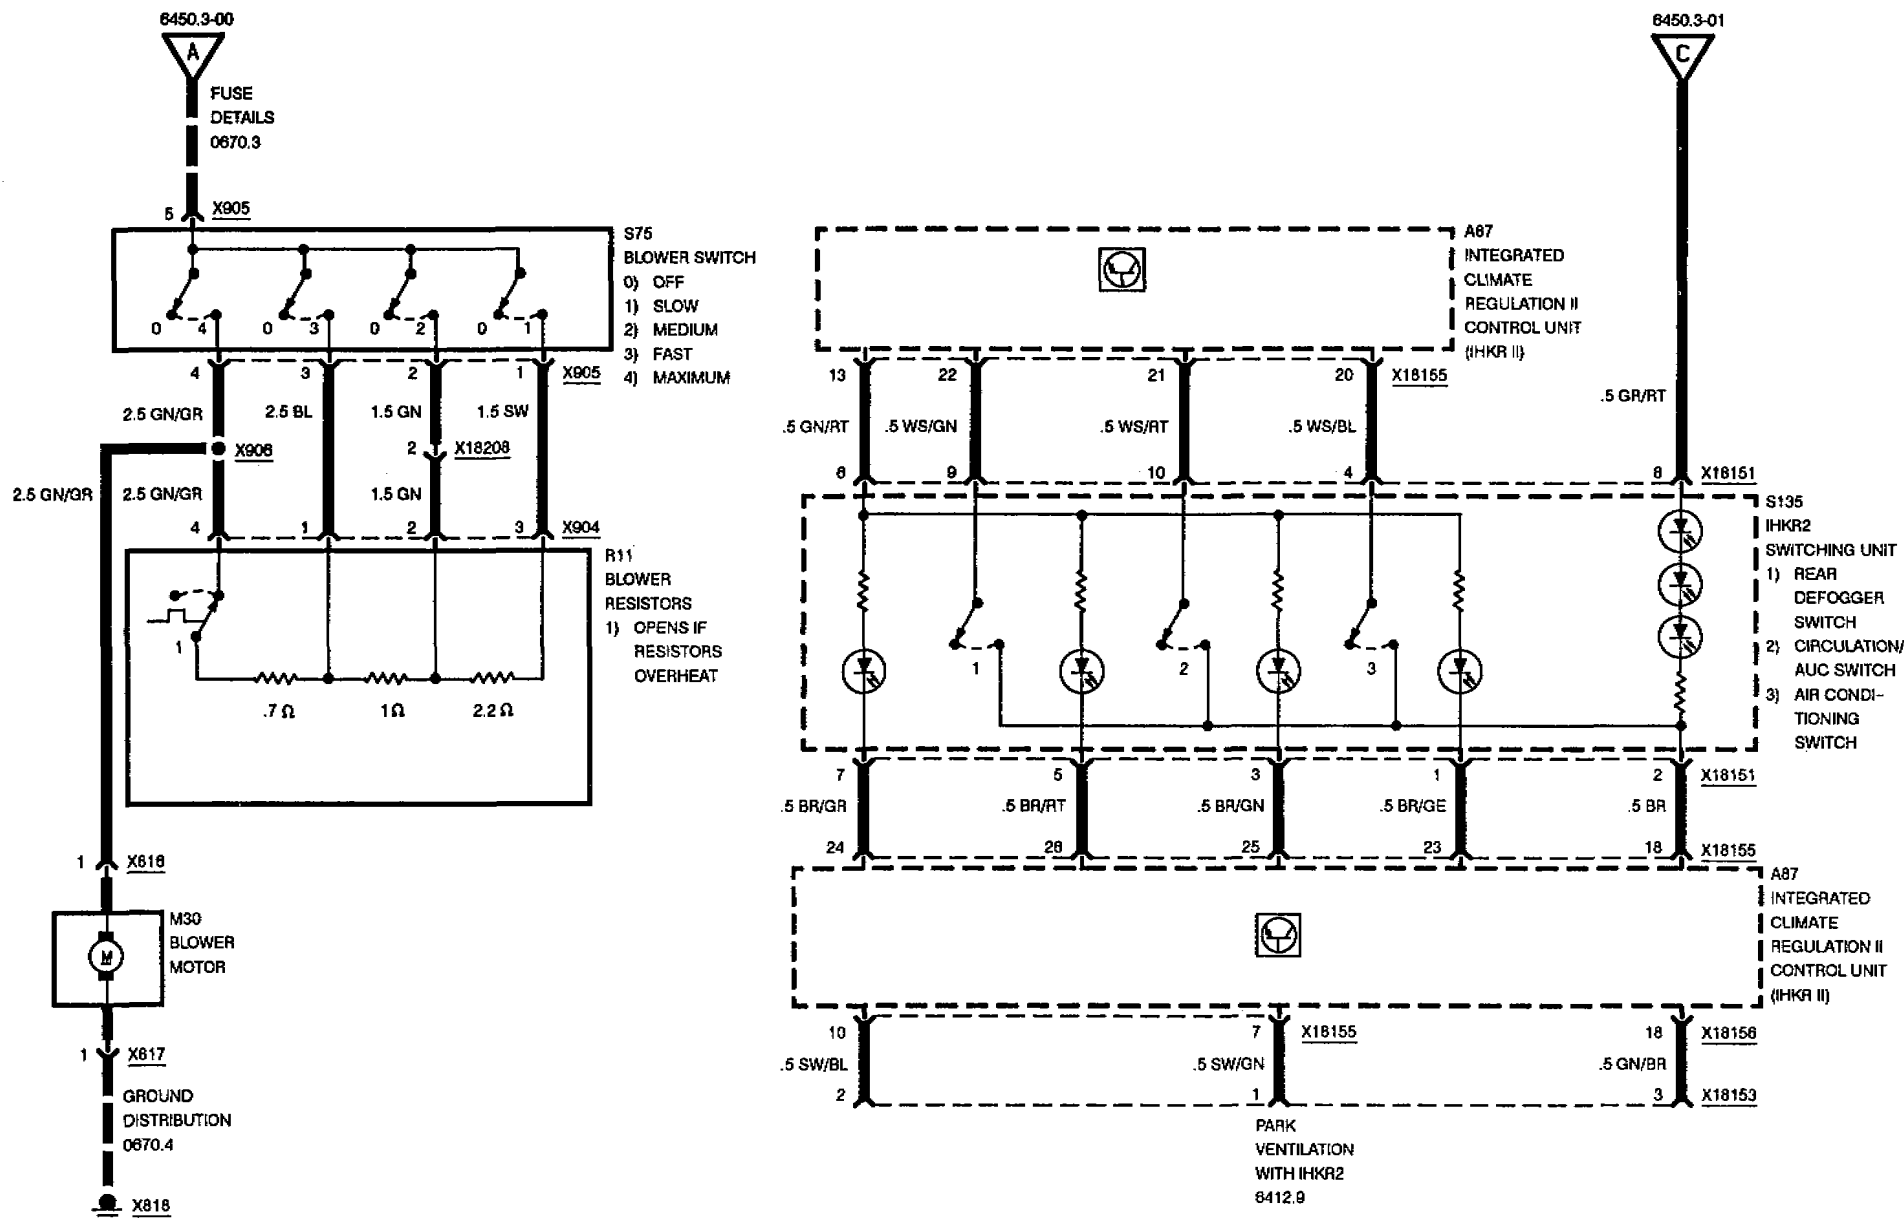 6450.3-00
A
FUSE
DETAILS
0670.3
5 X905
S75
BLOWER SWITCH
0) OFF
1) SLOW
2) MEDIUM
3) FAST
4) MAXIMUM
0 4 0 3 0 2 0 1
4 3 2 1 X905
2.5 GN/GR 2.5 BL 1.5 GN 1.5 SW
X906
2 X18208
2.5 GN/GR 2.5 GN/GR 1.5 GN
4 1 2 3 X904
R11
BLOWER
RESISTORS
1) OPENS IF
RESISTORS
OVERHEAT
1
.7 Ω 1 Ω 2.2 Ω
1 X616
M30
BLOWER
MOTOR
M
1 X617
GROUND
DISTRIBUTION
0670.4
X818
6450.3-01
C
.5 GR/RT
A87
INTEGRATED
CLIMATE
REGULATION II
CONTROL UNIT
(IHKR II)
13 22 21 20 X18155
.5 GN/RT .5 WS/GN .5 WS/RT .5 WS/BL
6 9 10 4 8 X18151
S135
IHKR2
SWITCHING UNIT
1) REAR
DEFOGGER
SWITCH
2) CIRCULATION/
AUC SWITCH
3) AIR CONDI-
TIONING
SWITCH
1 2 3
7 5 3 1 2 X18151
.5 BR/GR .5 BR/RT .5 BR/GN .5 BR/GE .5 BR
24 26 25 23 18 X18155
A87
INTEGRATED
CLIMATE
REGULATION II
CONTROL UNIT
(IHKR II)
10 7 X18155 18 X18156
.5 SW/BL .5 SW/GN .5 GN/BR
2 1 3 X18153
PARK
VENTILATION
WITH IHKR2
6412.9